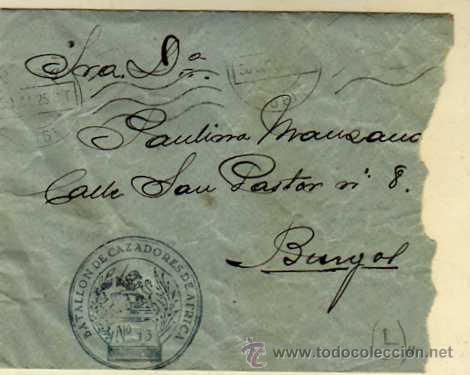 Sra. Dª
Paulina Manzano
Calle San Pastor nº 8.
Burgos
BATALLON DE CAZADORES DE AFRICA
Nº 13
25
(L)
www.todocoleccion.net